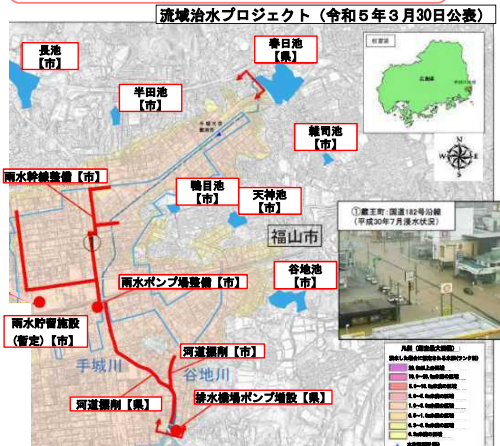 流域治水プロジェクト（令和５年３月30日公表）
長池
【市】
春日池
【県】
半田池
【市】
雨水幹線整備【市】
鴨目池
【市】
天神池
【市】
福山市
①蔵王町：国道182号沿線
（平成30年７月浸水状況）
①
雨水ポンプ場整備【市】
谷地池
【市】
雨水貯留施設
（暫定）【市】
手城川
河道掘削【市】
谷地川
河道掘削【県】
排水機場ポンプ増設【県】
N
W
E
S